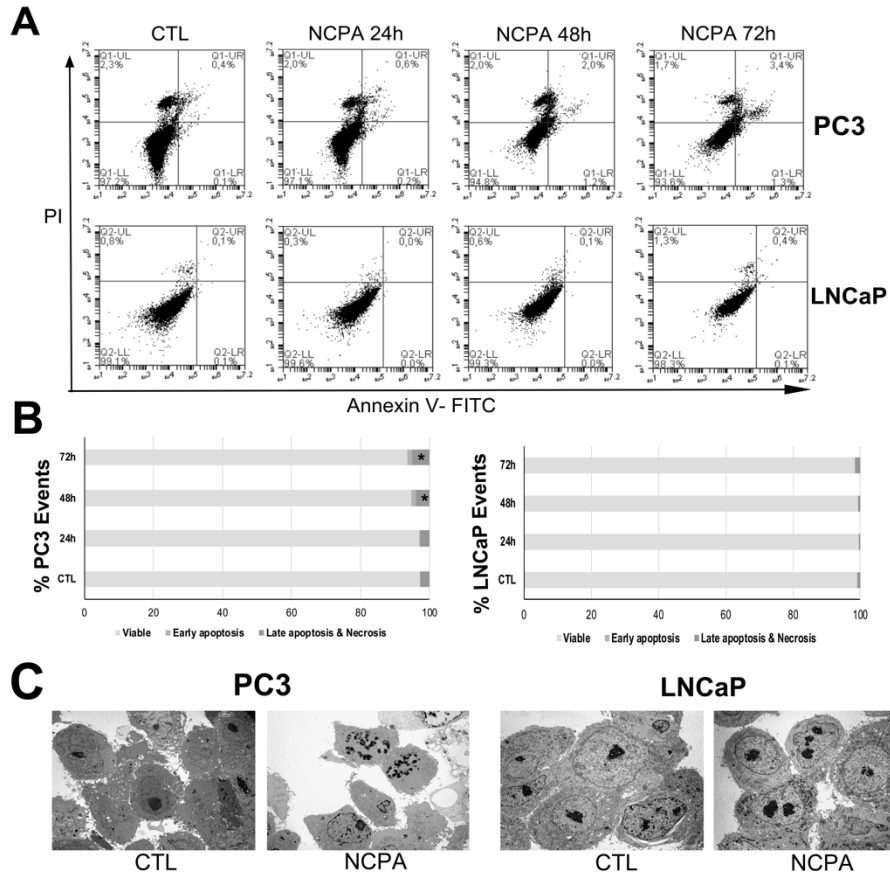 A
CTL
NCPA 24h
NCPA 48h
NCPA 72h
Q1-UL
2,3%
Q1-UR
0,4%
Q1-LL
97,2%
Q1-LR
0,1%
Q1-UL
2,0%
Q1-UR
0,6%
Q1-LL
97,1%
Q1-LR
0,2%
Q1-UL
2,0%
Q1-UR
2,0%
Q1-LL
94,8%
Q1-LR
1,2%
Q1-UL
1,7%
Q1-UR
3,4%
Q1-LL
93,6%
Q1-LR
1,3%
PC3
PI
Q2-UL
0,8%
Q2-UR
0,1%
Q2-LL
99,1%
Q2-LR
0,1%
Q2-UL
0,3%
Q2-UR
0,0%
Q2-LL
99,6%
Q2-LR
0,0%
Q2-UL
0,6%
Q2-UR
0,1%
Q2-LL
99,3%
Q2-LR
0,0%
Q2-UL
1,3%
Q2-UR
0,4%
Q2-LL
98,3%
Q2-LR
0,1%
LNCaP
Annexin V- FITC
B
% PC3 Events
72h *
48h *
24h
CTL
0 20 40 60 80 100
Viable Early apoptosis Late apoptosis & Necrosis
% LNCaP Events
72h
48h
24h
CTL
0 20 40 60 80 100
Viable Early apoptosis Late apoptosis & Necrosis
C
PC3
LNCaP
CTL
NCPA
CTL
NCPA